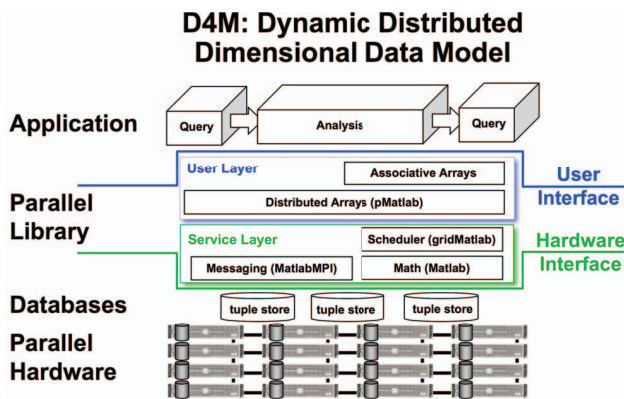 D4M: Dynamic Distributed
Dimensional Data Model
Application
Query
Analysis
Query
User Layer
Associative Arrays
Distributed Arrays (pMatlab)
User
Interface
Parallel
Library
Service Layer
Scheduler (gridMatlab)
Messaging (MatlabMPI)
Math (Matlab)
Hardware
Interface
Databases
tuple store
tuple store
tuple store
Parallel
Hardware